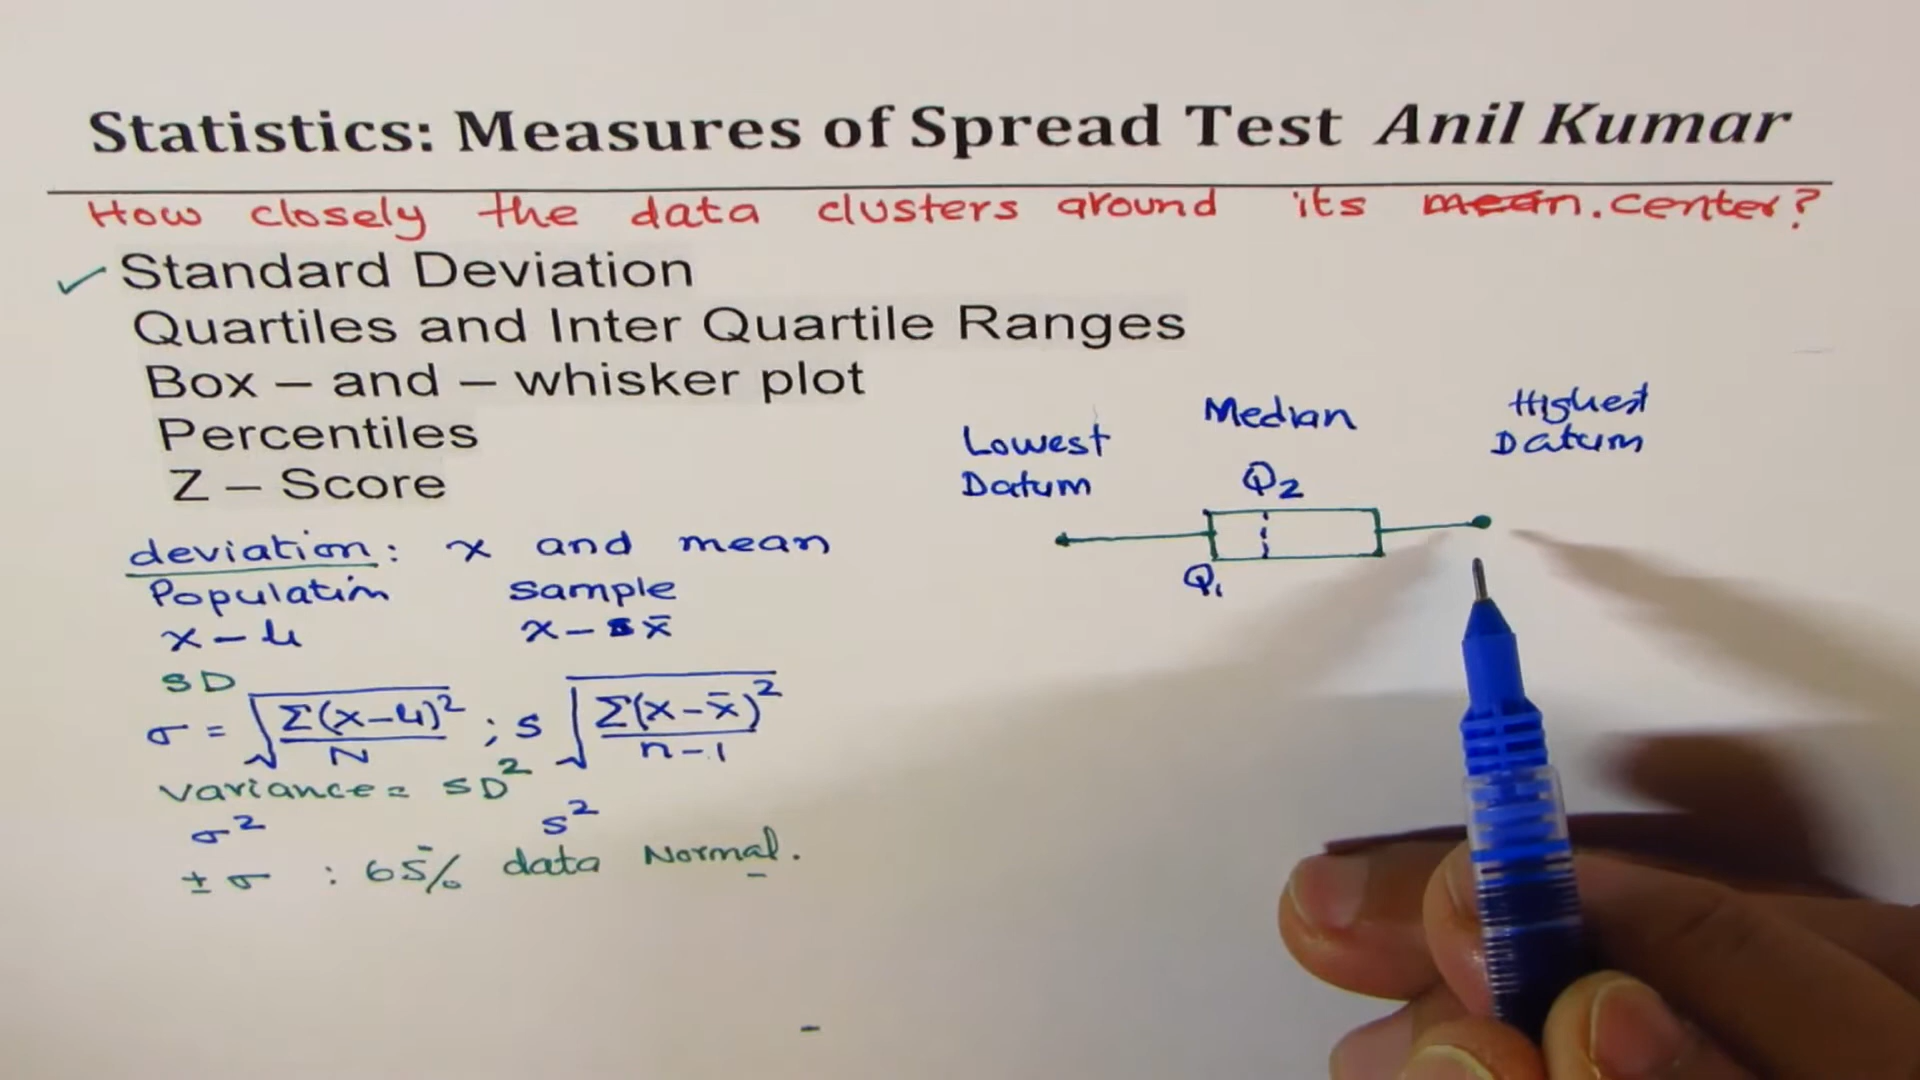 Statistics: Measures of Spread Test Anil Kumar
How closely the data clusters around its mean. center?
✓ Standard Deviation
Quartiles and Inter Quartile Ranges
Box – and – whisker plot
Percentiles
Z – Score
Lowest Datum
Median
Highest Datum
Q2
Q1
deviation: x and mean
Population Sample
x – μ x – x̄
SD
σ = √(Σ(x–μ)²/N) ; s √(Σ(x–x̄)²/n–1)
variance = SD²
σ² s²
± σ : 65% data Normal.